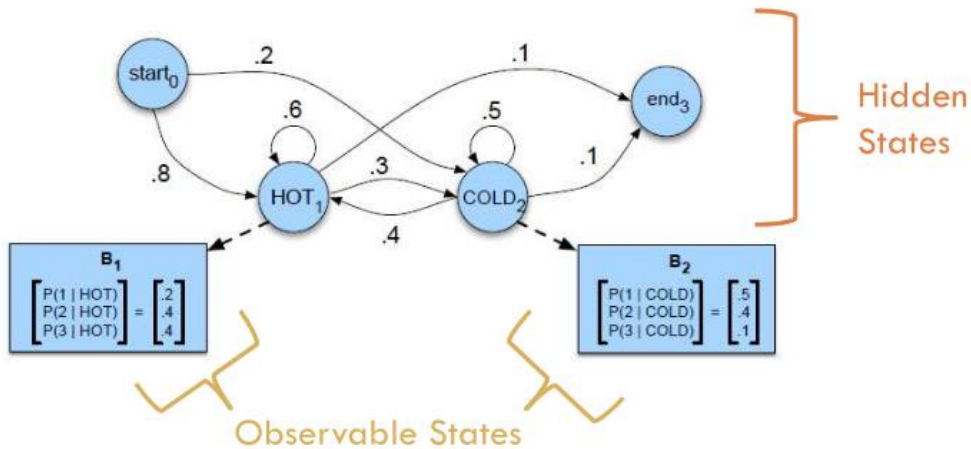 .2
.1
start0
end3
.6
.5
Hidden
States
.8
.3
.1
HOT1
COLD2
.4
B1
P(1 | HOT)
P(2 | HOT) =
P(3 | HOT)
.2
.4
.4
B2
P(1 | COLD)
P(2 | COLD) =
P(3 | COLD)
.5
.4
.1
Observable States